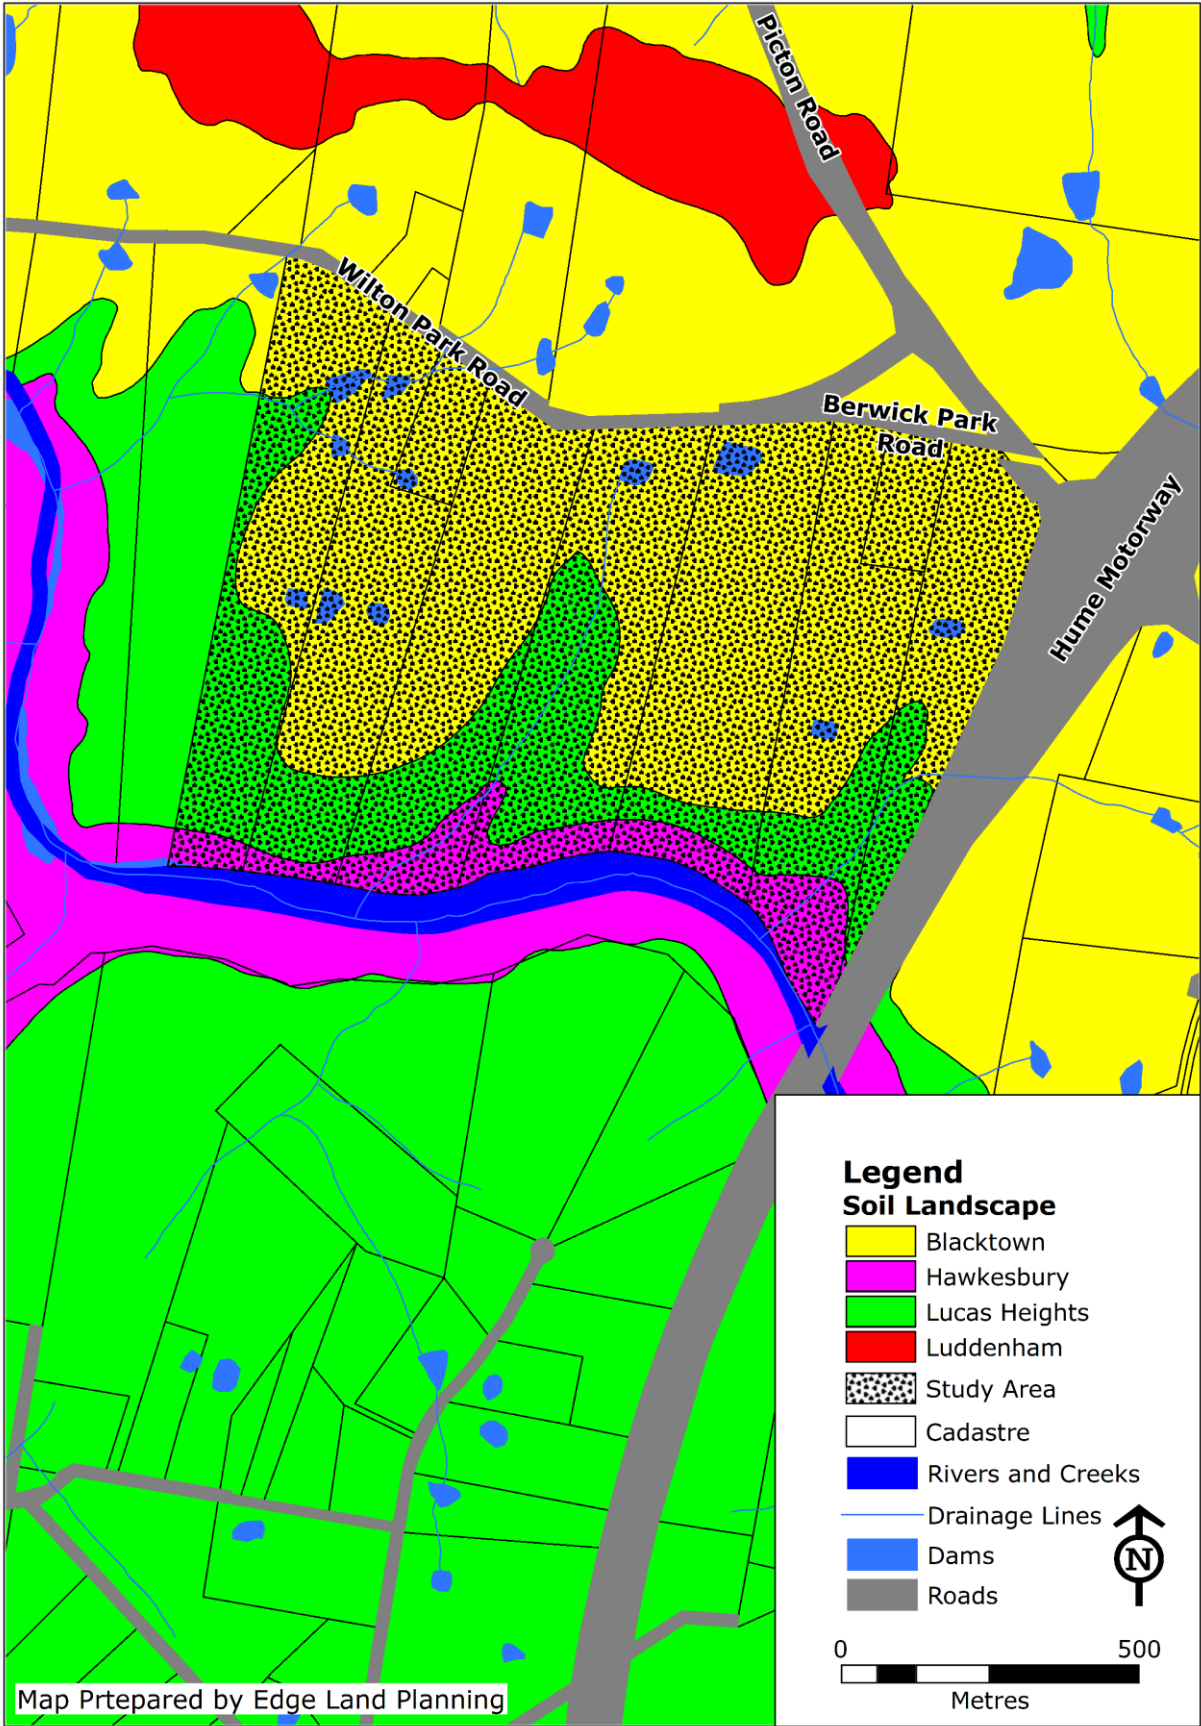 Picton Road
Wilton Park Road
Berwick Park
Road
Hume Motorway
Legend
Soil Landscape
Blacktown
Hawkesbury
Lucas Heights
Luddenham
Study Area
Cadastre
Rivers and Creeks
Drainage Lines
Dams
Roads
N
0 500
Metres
Map Prtepared by Edge Land Planning